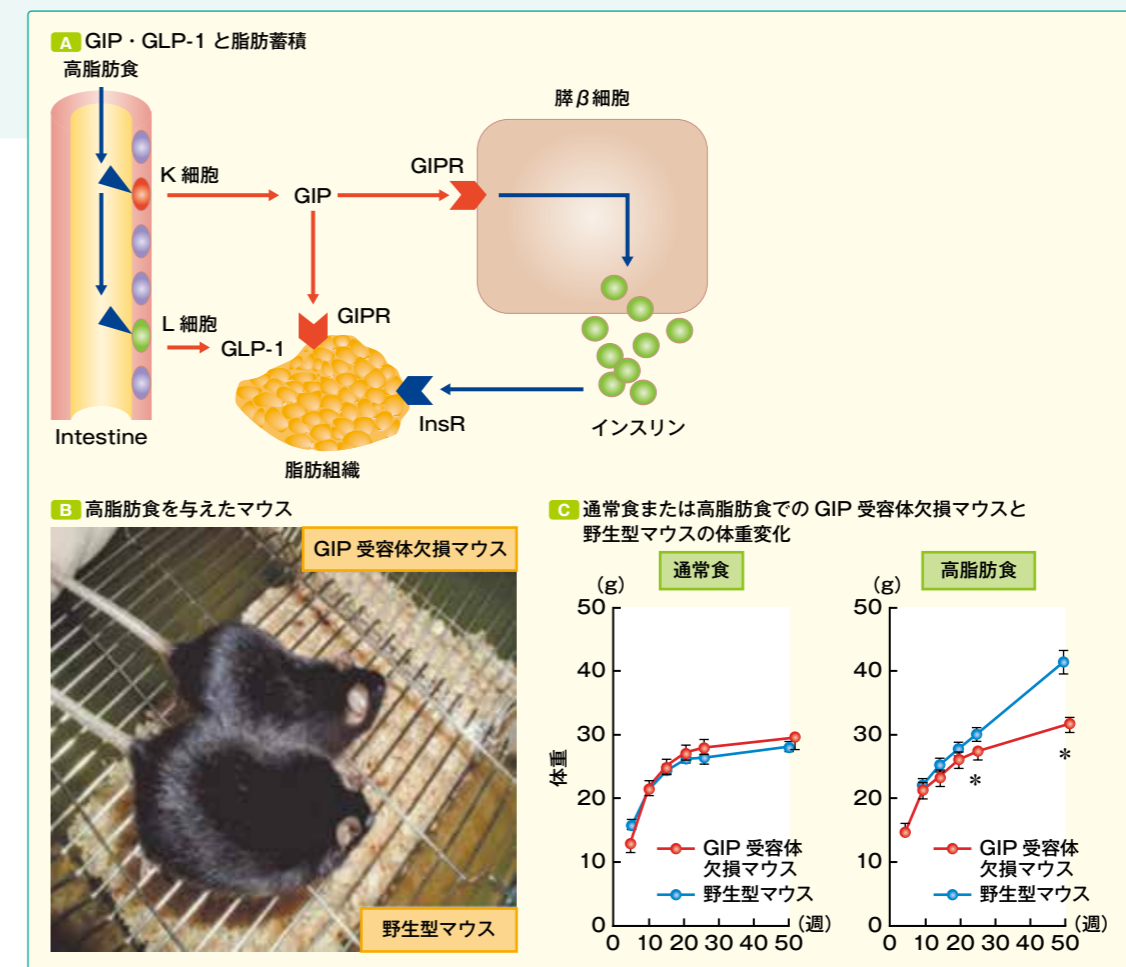 A GIP・GLP-1 と脂肪蓄積
高脂肪食
膵β細胞
K 細胞
GIP
GIPR
GIPR
L 細胞
GLP-1
InsR
インスリン
Intestine
脂肪組織
B 高脂肪食を与えたマウス
GIP 受容体欠損マウス
野生型マウス
C 通常食または高脂肪食での GIP 受容体欠損マウスと
野生型マウスの体重変化
通常食
(g)
50
40
30
20
10
0
体重
GIP 受容体
欠損マウス
野生型マウス
0 10 20 30 40 50 (週)
高脂肪食
(g)
50
40
30
20
10
0
*
*
GIP 受容体
欠損マウス
野生型マウス
0 10 20 30 40 50 (週)